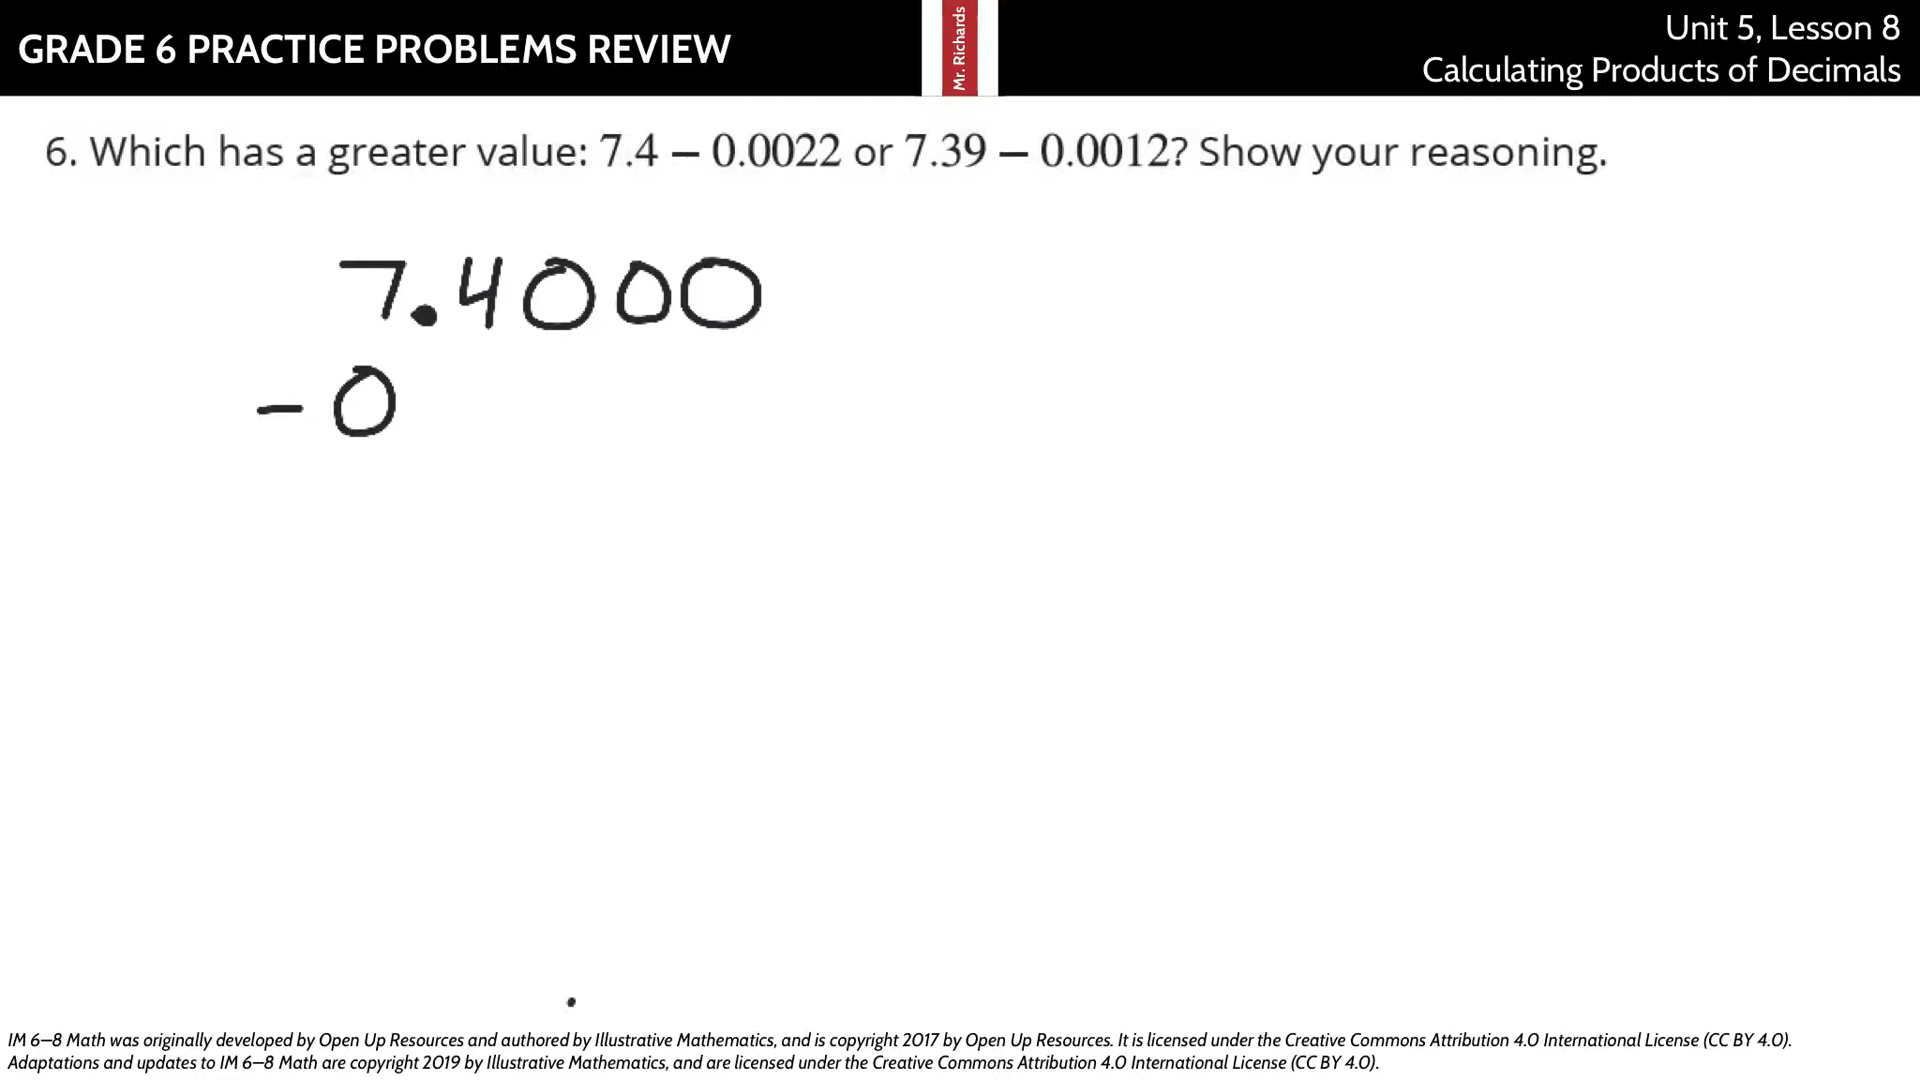 GRADE 6 PRACTICE PROBLEMS REVIEW
Mr. Richards
Unit 5, Lesson 8
Calculating Products of Decimals
6. Which has a greater value: 7.4 – 0.0022 or 7.39 – 0.0012? Show your reasoning.
7.4000
- 0
IM 6–8 Math was originally developed by Open Up Resources and authored by Illustrative Mathematics, and is copyright 2017 by Open Up Resources. It is licensed under the Creative Commons Attribution 4.0 International License (CC BY 4.0).
Adaptations and updates to IM 6–8 Math are copyright 2019 by Illustrative Mathematics, and are licensed under the Creative Commons Attribution 4.0 International License (CC BY 4.0).